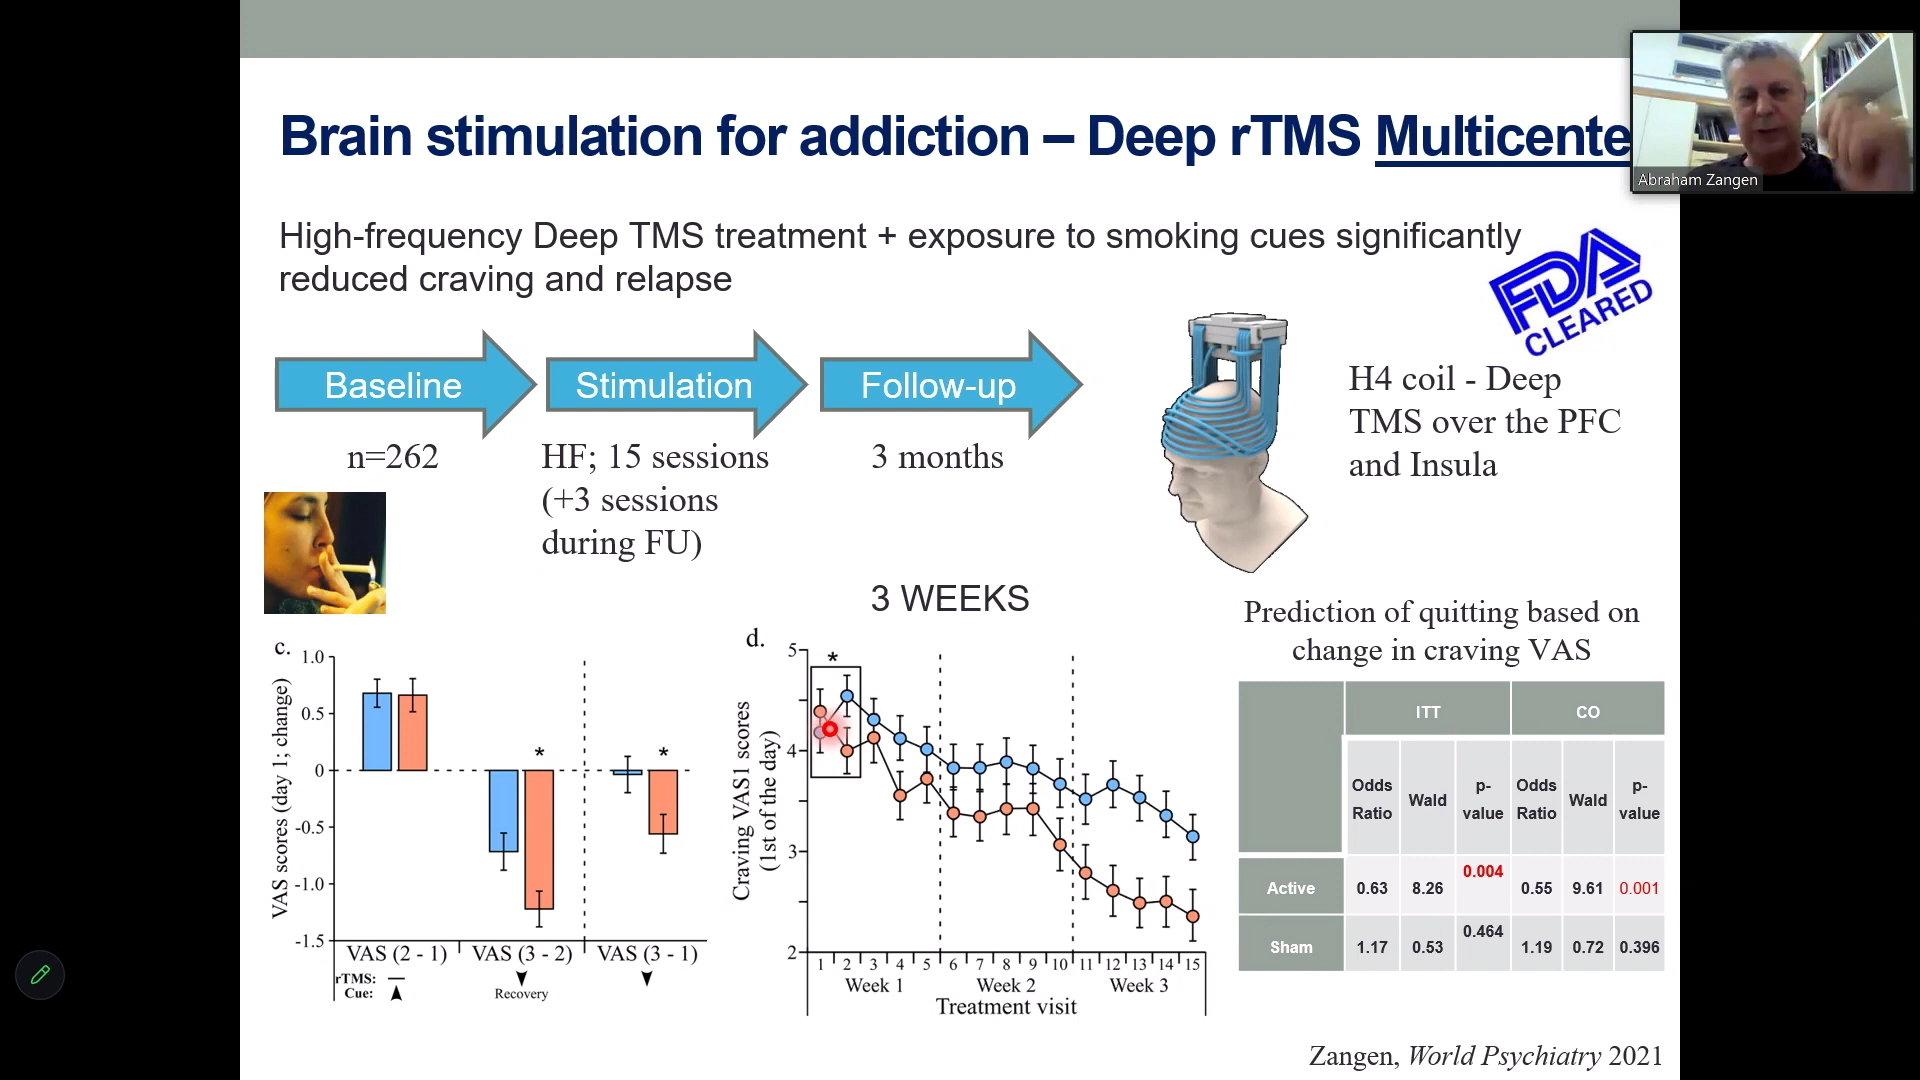 Brain stimulation for addiction – Deep rTMS Multicente
Abraham Zangen
High-frequency Deep TMS treatment + exposure to smoking cues significantly
reduced craving and relapse
FDA
CLEARED
Baseline
Stimulation
Follow-up
n=262
HF; 15 sessions
(+3 sessions
during FU)
3 months
H4 coil - Deep
TMS over the PFC
and Insula
3 WEEKS
c.
VAS scores (day 1; change)
1.0
0.5
0
-0.5
-1.0
-1.5
* *
VAS (2 - 1) VAS (3 - 2) VAS (3 - 1)
rTMS:
Cue:
Recovery
d.
Craving VAS1 scores
(1st of the day)
5
4
3
2
*
1 2 3 4 5 6 7 8 9 10 11 12 13 14 15
Week 1 Week 2 Week 3
Treatment visit
Prediction of quitting based on
change in craving VAS
ITT CO
Odds Ratio Wald p-value Odds Ratio Wald p-value
Active 0.63 8.26 0.004 0.55 9.61 0.001
Sham 1.17 0.53 0.464 1.19 0.72 0.396
Zangen, World Psychiatry 2021